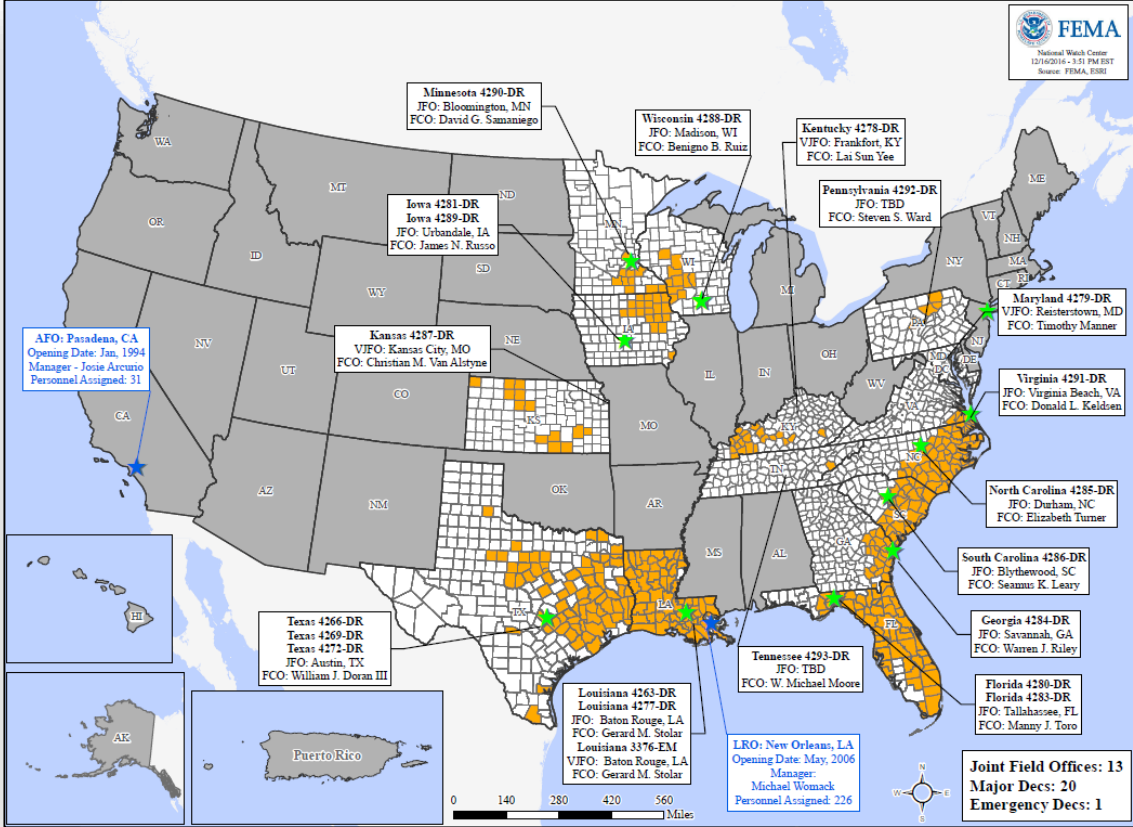 FEMA
National Watch Center
12/16/2016 - 3:51 PM EST
Source: FEMA, ESRI
Minnesota 4290-DR
JFO: Bloomington, MN
FCO: David G. Samaniego
Wisconsin 4288-DR
JFO: Madison, WI
FCO: Benigno B. Ruiz
Kentucky 4278-DR
VJFO: Frankfort, KY
FCO: Lai Sun Yee
Pennsylvania 4292-DR
JFO: TBD
FCO: Steven S. Ward
Iowa 4281-DR
Iowa 4289-DR
JFO: Urbandale, IA
FCO: James N. Russo
Maryland 4279-DR
VJFO: Reisterstown, MD
FCO: Timothy Manner
Kansas 4287-DR
VJFO: Kansas City, MO
FCO: Christian M. Van Alstyne
AFO: Pasadena, CA
Opening Date: Jan, 1994
Manager - Josie Arcurio
Personnel Assigned: 31
Virginia 4291-DR
JFO: Virginia Beach, VA
FCO: Donald L. Keldsen
North Carolina 4285-DR
JFO: Durham, NC
FCO: Elizabeth Turner
South Carolina 4286-DR
JFO: Blythewood, SC
FCO: Seamus K. Leary
Georgia 4284-DR
JFO: Savannah, GA
FCO: Warren J. Riley
Texas 4266-DR
Texas 4269-DR
Texas 4272-DR
JFO: Austin, TX
FCO: William J. Doran III
Tennessee 4293-DR
JFO: TBD
FCO: W. Michael Moore
Florida 4280-DR
Florida 4283-DR
JFO: Tallahassee, FL
FCO: Manny J. Toro
Louisiana 4263-DR
Louisiana 4277-DR
JFO: Baton Rouge, LA
FCO: Gerard M. Stolar
Louisiana 3376-EM
VJFO: Baton Rouge, LA
FCO: Gerard M. Stolar
LRO: New Orleans, LA
Opening Date: May, 2006
Manager:
Michael Womack
Personnel Assigned: 226
Joint Field Offices: 13
Major Decs: 20
Emergency Decs: 1
WA
MT
ND
MN
ME
OR
ID
SD
WI
VT
NH
WY
MI
NY
MA
CT
RI
NV
UT
NE
IA
PA
NJ
CA
CO
KS
MO
IL
IN
OH
WV
MD
DE
DC
VA
KY
AZ
NM
OK
AR
TN
NC
SC
TX
LA
MS
AL
GA
FL
HI
AK
Puerto Rico
N
W
E
S
0
140
280
420
560
Miles